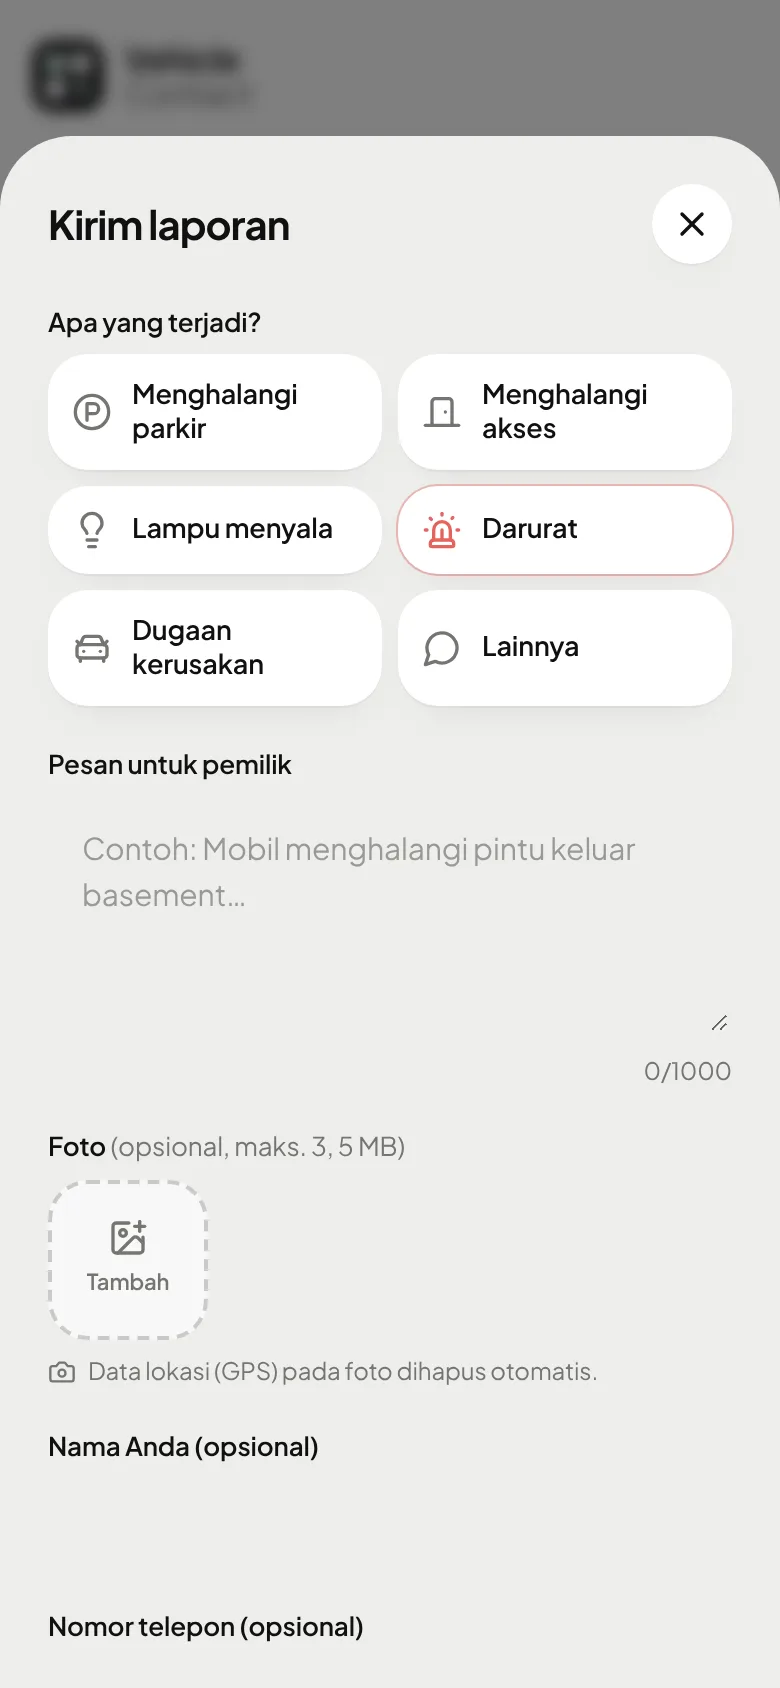 Kirim laporan
Apa yang terjadi?
Menghalangi
parkir
Menghalangi
akses
Lampu menyala
Darurat
Dugaan
kerusakan
Lainnya
Pesan untuk pemilik
Contoh: Mobil menghalangi pintu keluar
basement…
0/1000
Foto (opsional, maks. 3, 5 MB)
Tambah
Data lokasi (GPS) pada foto dihapus otomatis.
Nama Anda (opsional)
Nomor telepon (opsional)